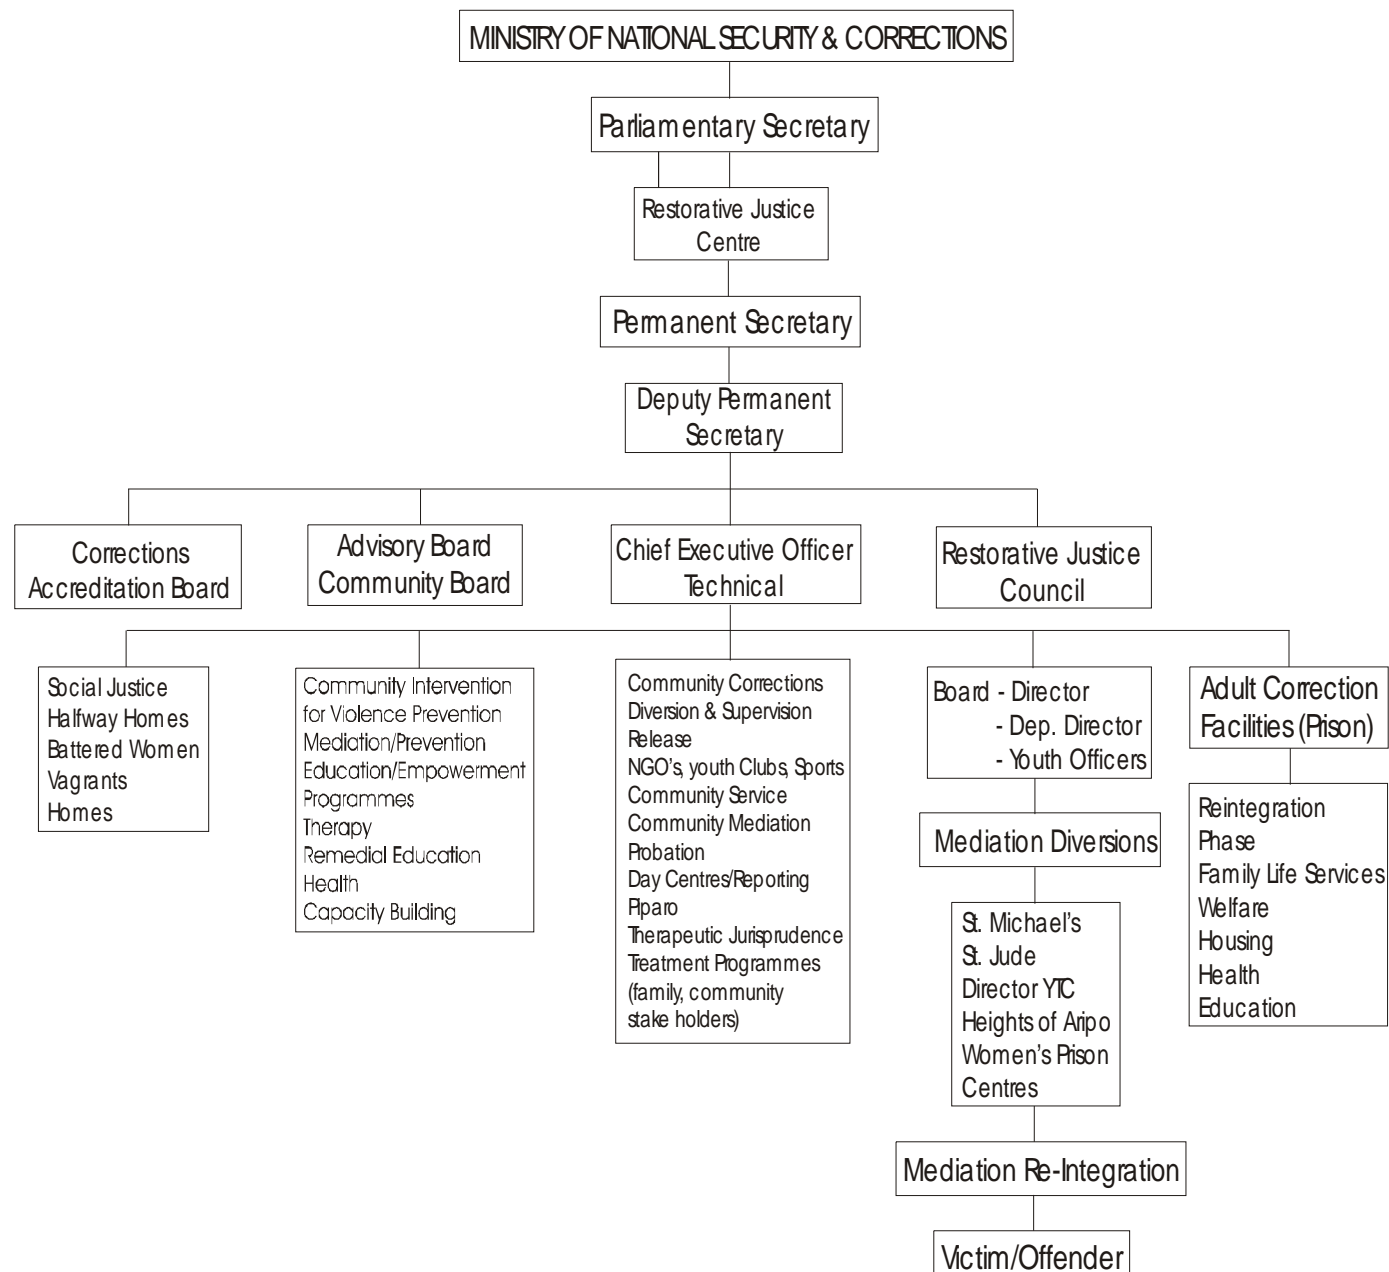 MINISTRY OF NATIONAL SECURITY & CORRECTIONS
Parliamentary Secretary
Restorative Justice
Centre
Permanent Secretary
Deputy Permanent
Secretary
Corrections
Accreditation Board
Advisory Board
Community Board
Chief Executive Officer
Technical
Restorative Justice
Council
Social Justice
Halfway Homes
Battered Women
Vagrants
Homes
Community Intervention
for Violence Prevention
Mediation/Prevention
Education/Empowerment
Programmes
Therapy
Remedial Education
Health
Capacity Building
Community Corrections
Diversion & Supervision
Release
NGO's, youth Clubs, Sports
Community Service
Community Mediation
Probation
Day Centres/Reporting
Piparo
Therapeutic Jurisprudence
Treatment Programmes
(family, community
stake holders)
Board - Director
- Dep. Director
- Youth Officers
Mediation Diversions
St. Michael's
St. Jude
Director YTC
Heights of Aripo
Women's Prison
Centres
Mediation Re-Integration
Victim/Offender
Adult Correction
Facilities (Prison)
Reintegration
Phase
Family Life Services
Welfare
Housing
Health
Education